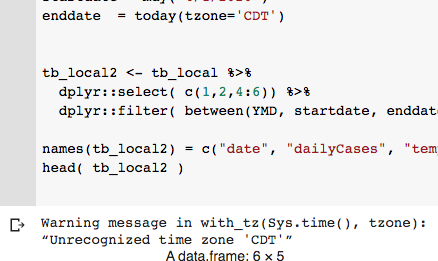 enddate  = today(tzone='CDT')
tb_local2 <- tb_local %>%
  dplyr::select( c(1,2,4:6)) %>%
  dplyr::filter( between(YMD, startdate, enddat
names(tb_local2) = c("date", "dailyCases", "tem
head( tb_local2 )
Warning message in with_tz(Sys.time(), tzone):
“Unrecognized time zone 'CDT'”
A data.frame: 6 × 5